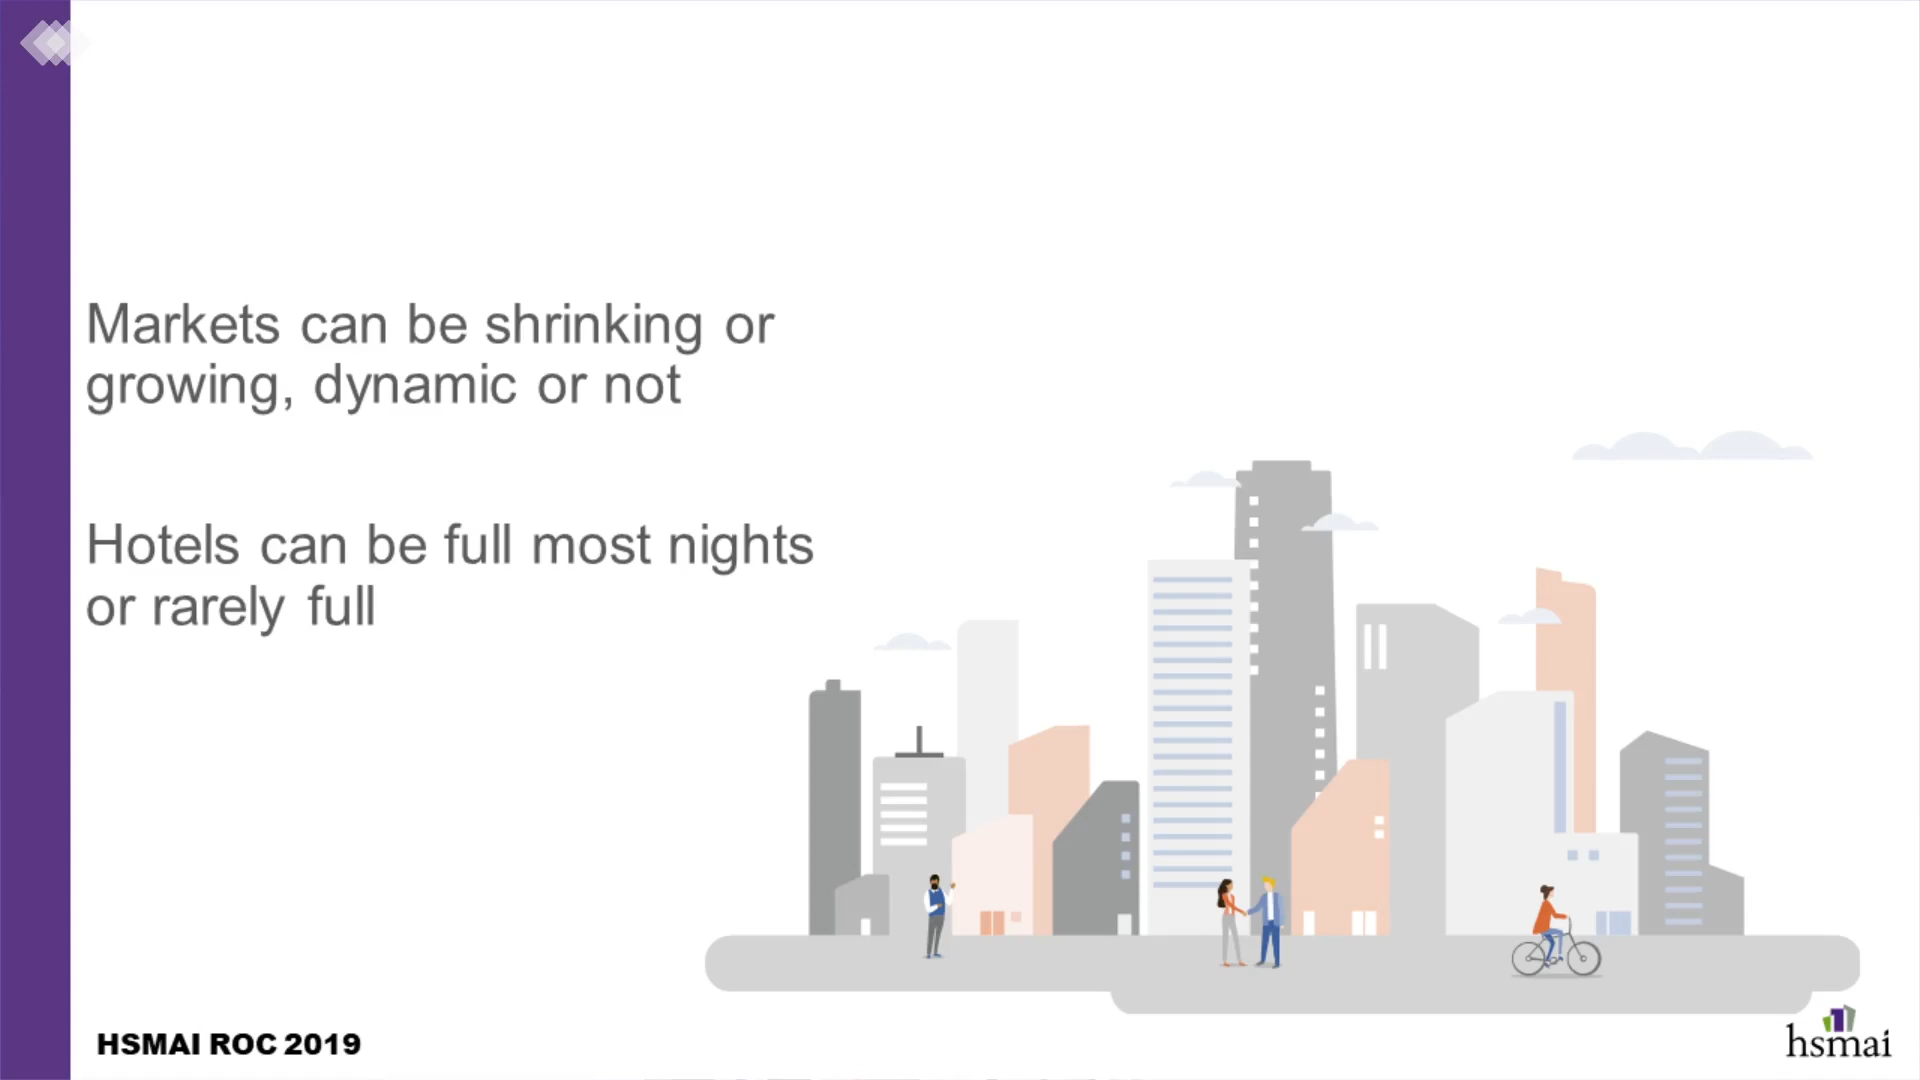 Markets can be shrinking or
growing, dynamic or not
Hotels can be full most nights
or rarely full
HSMAI ROC 2019
hsmai